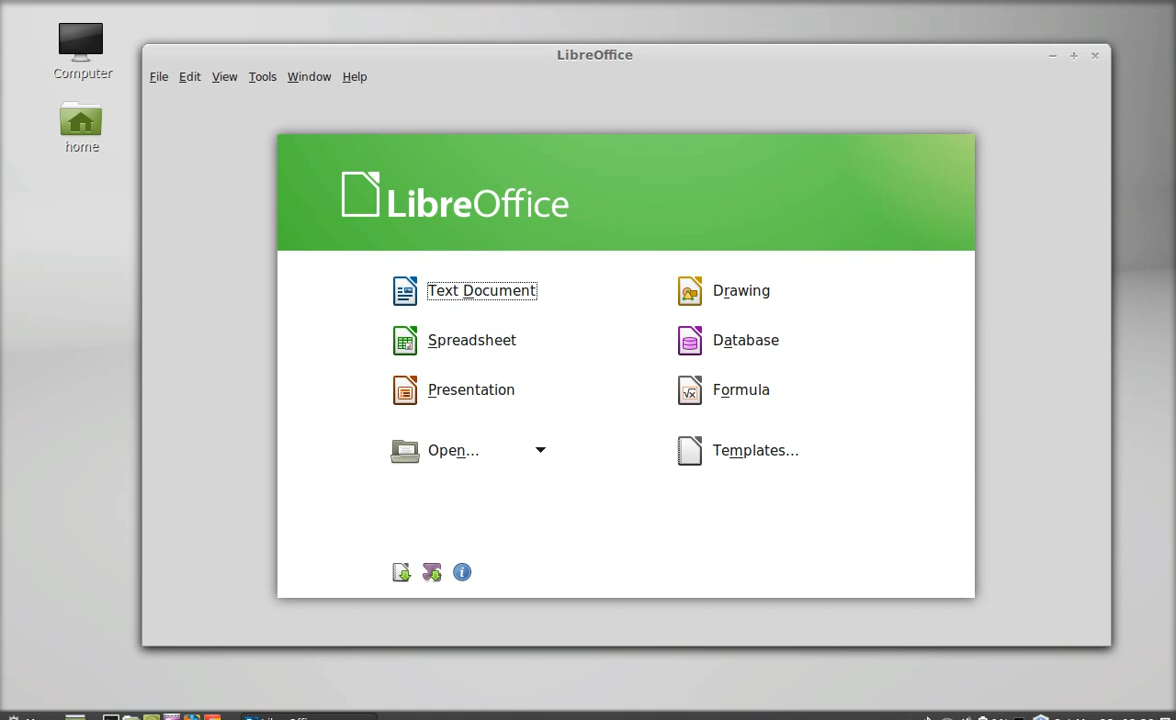 LibreOffice
Computer
File Edit View Tools Window Help
home
LibreOffice
Text Document Drawing
Spreadsheet Database
Presentation Formula
Open... Templates...